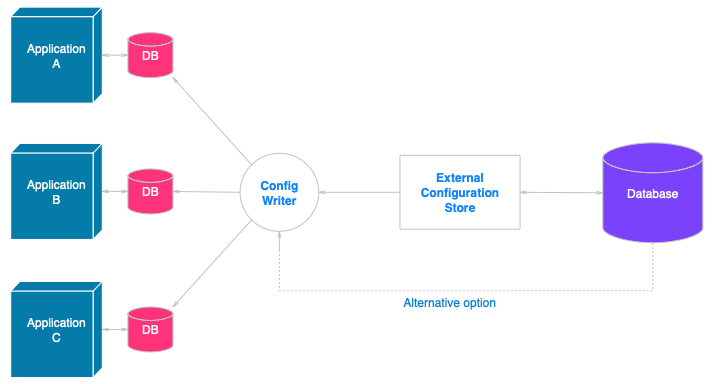 Application
A
DB
Application
B
DB
Config
Writer
External
Configuration
Store
Database
Application
C
DB
Alternative option